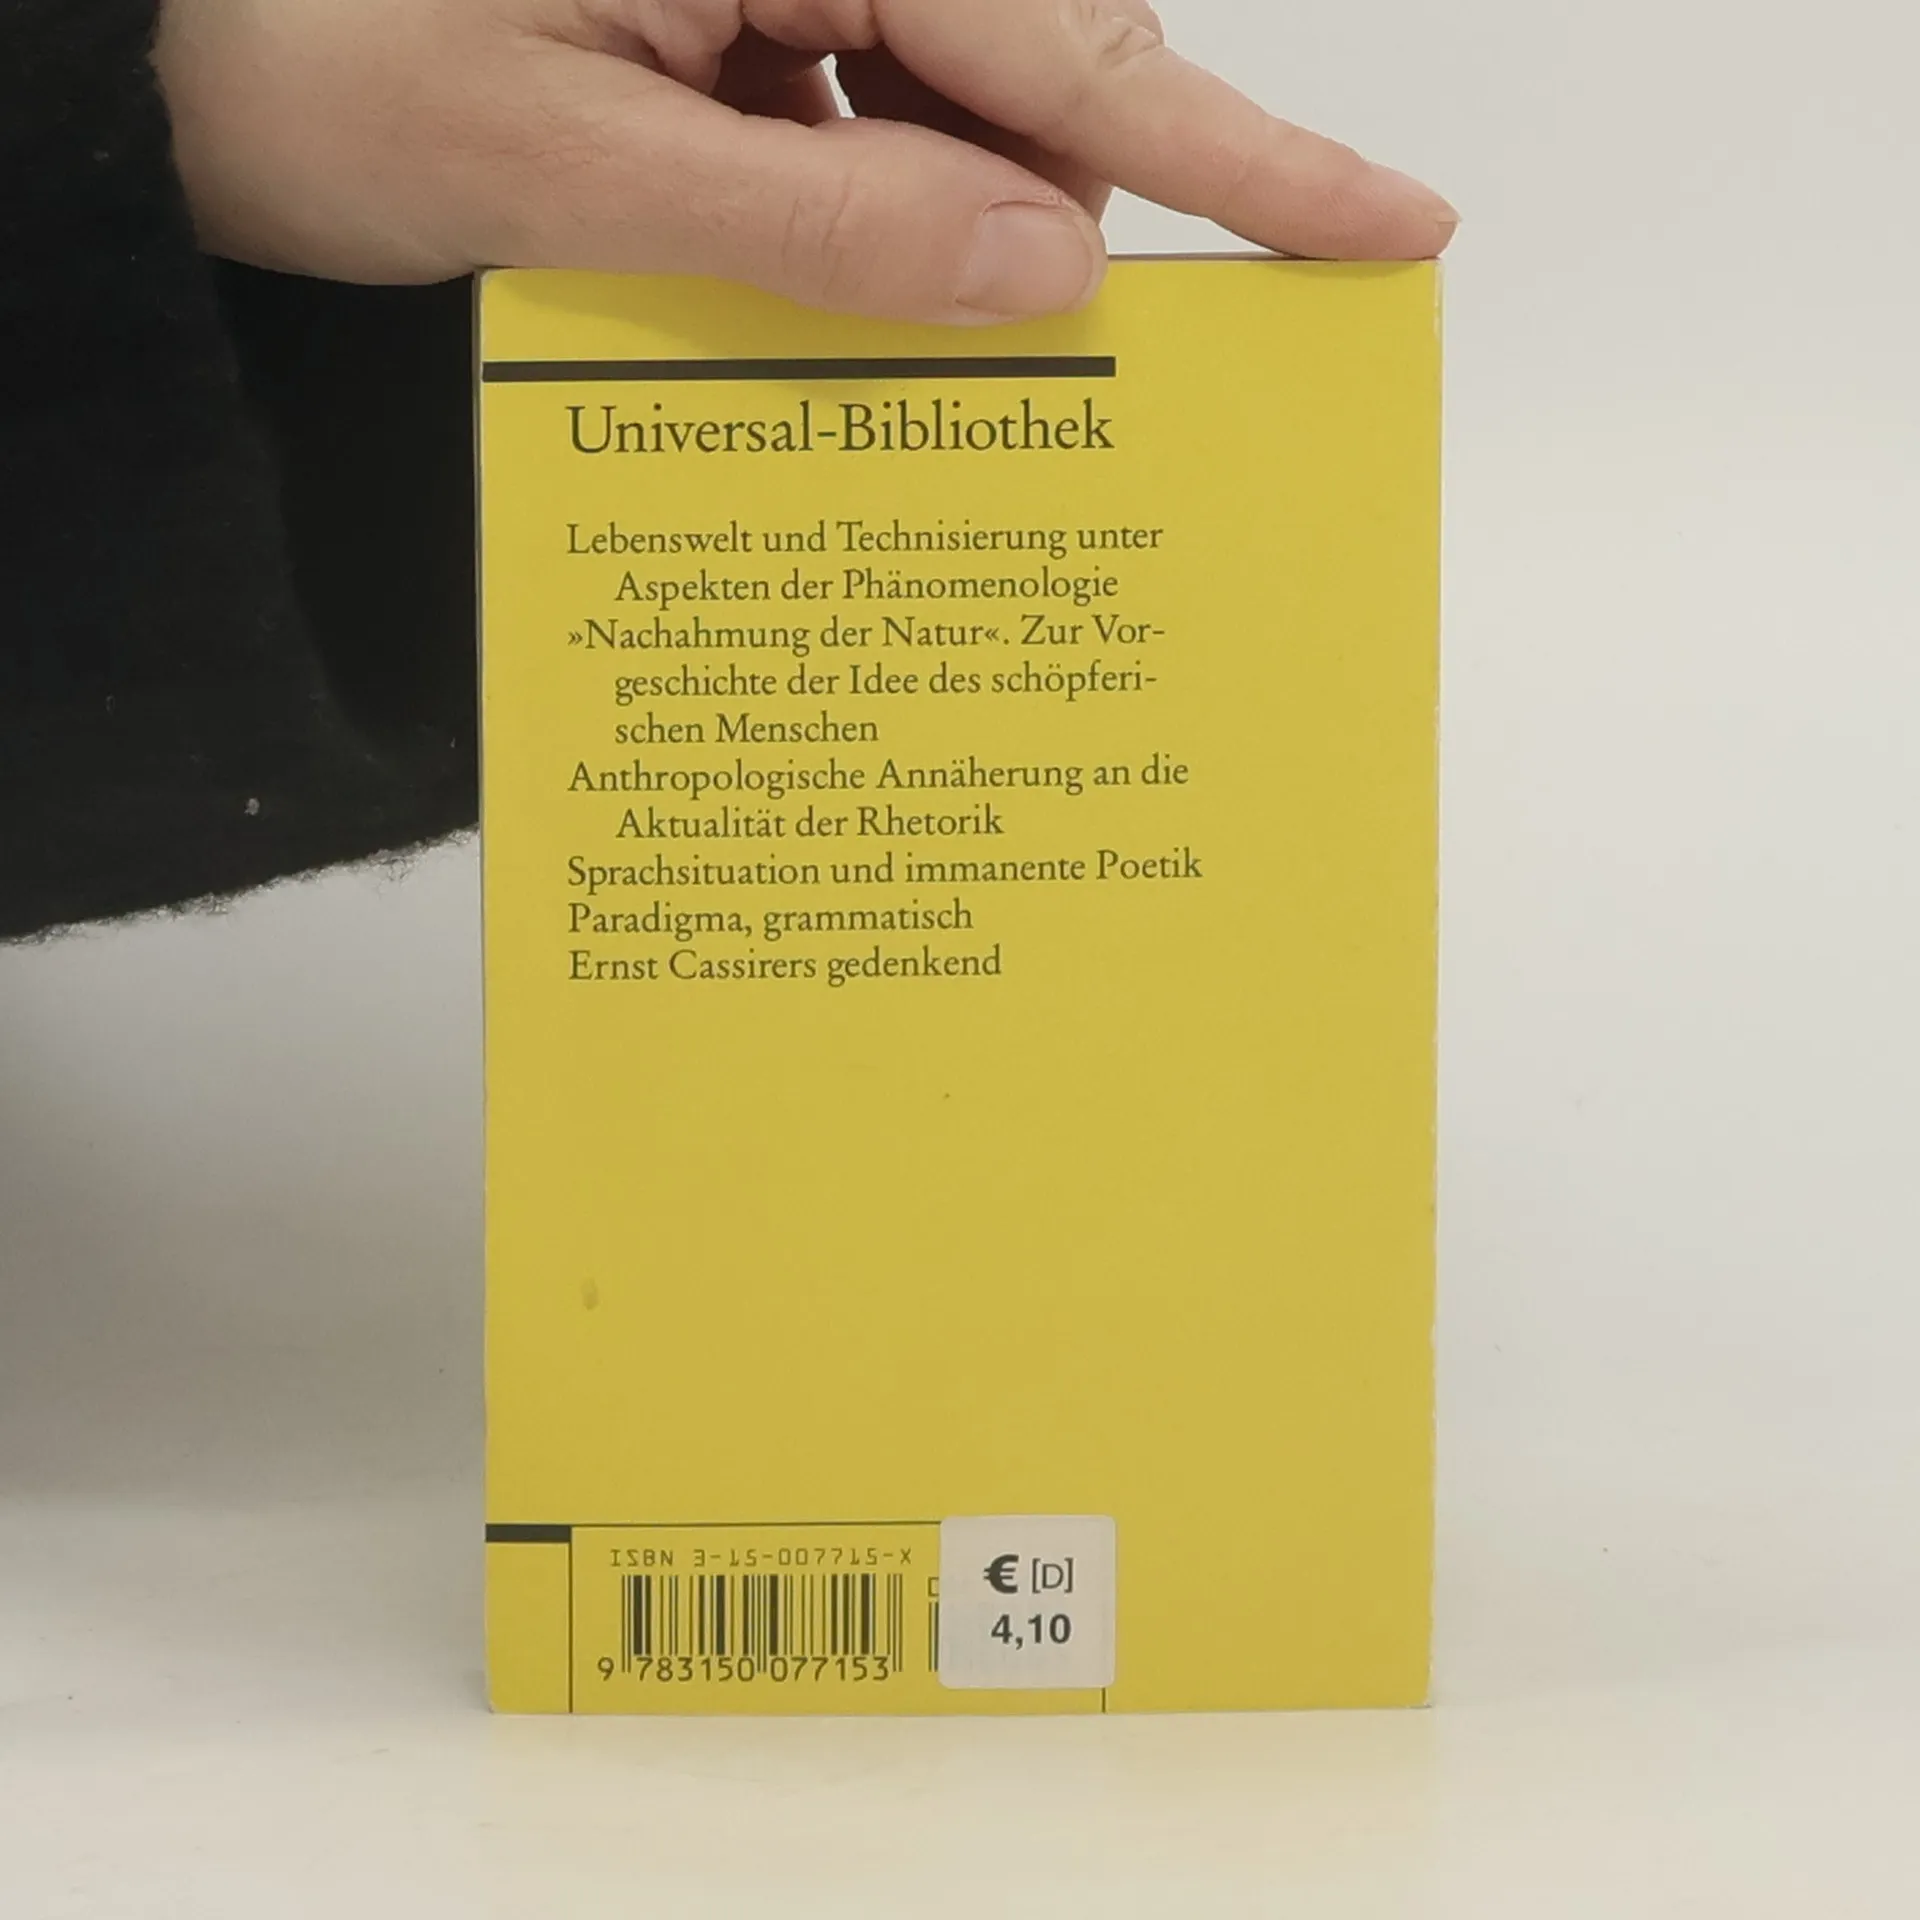 Universal-Bibliothek
Lebenswelt und Technisierung unter
Aspekten der Phänomenologie
»Nachahmung der Natur«. Zur Vor-
geschichte der Idee des schöpferi-
schen Menschen
Anthropologische Annäherung an die
Aktualität der Rhetorik
Sprachsituation und immanente Poetik
Paradigma, grammatisch
Ernst Cassirers gedenkend
ISBN 3-15-007715-X
€ [D]
4,10
9 783150 077153